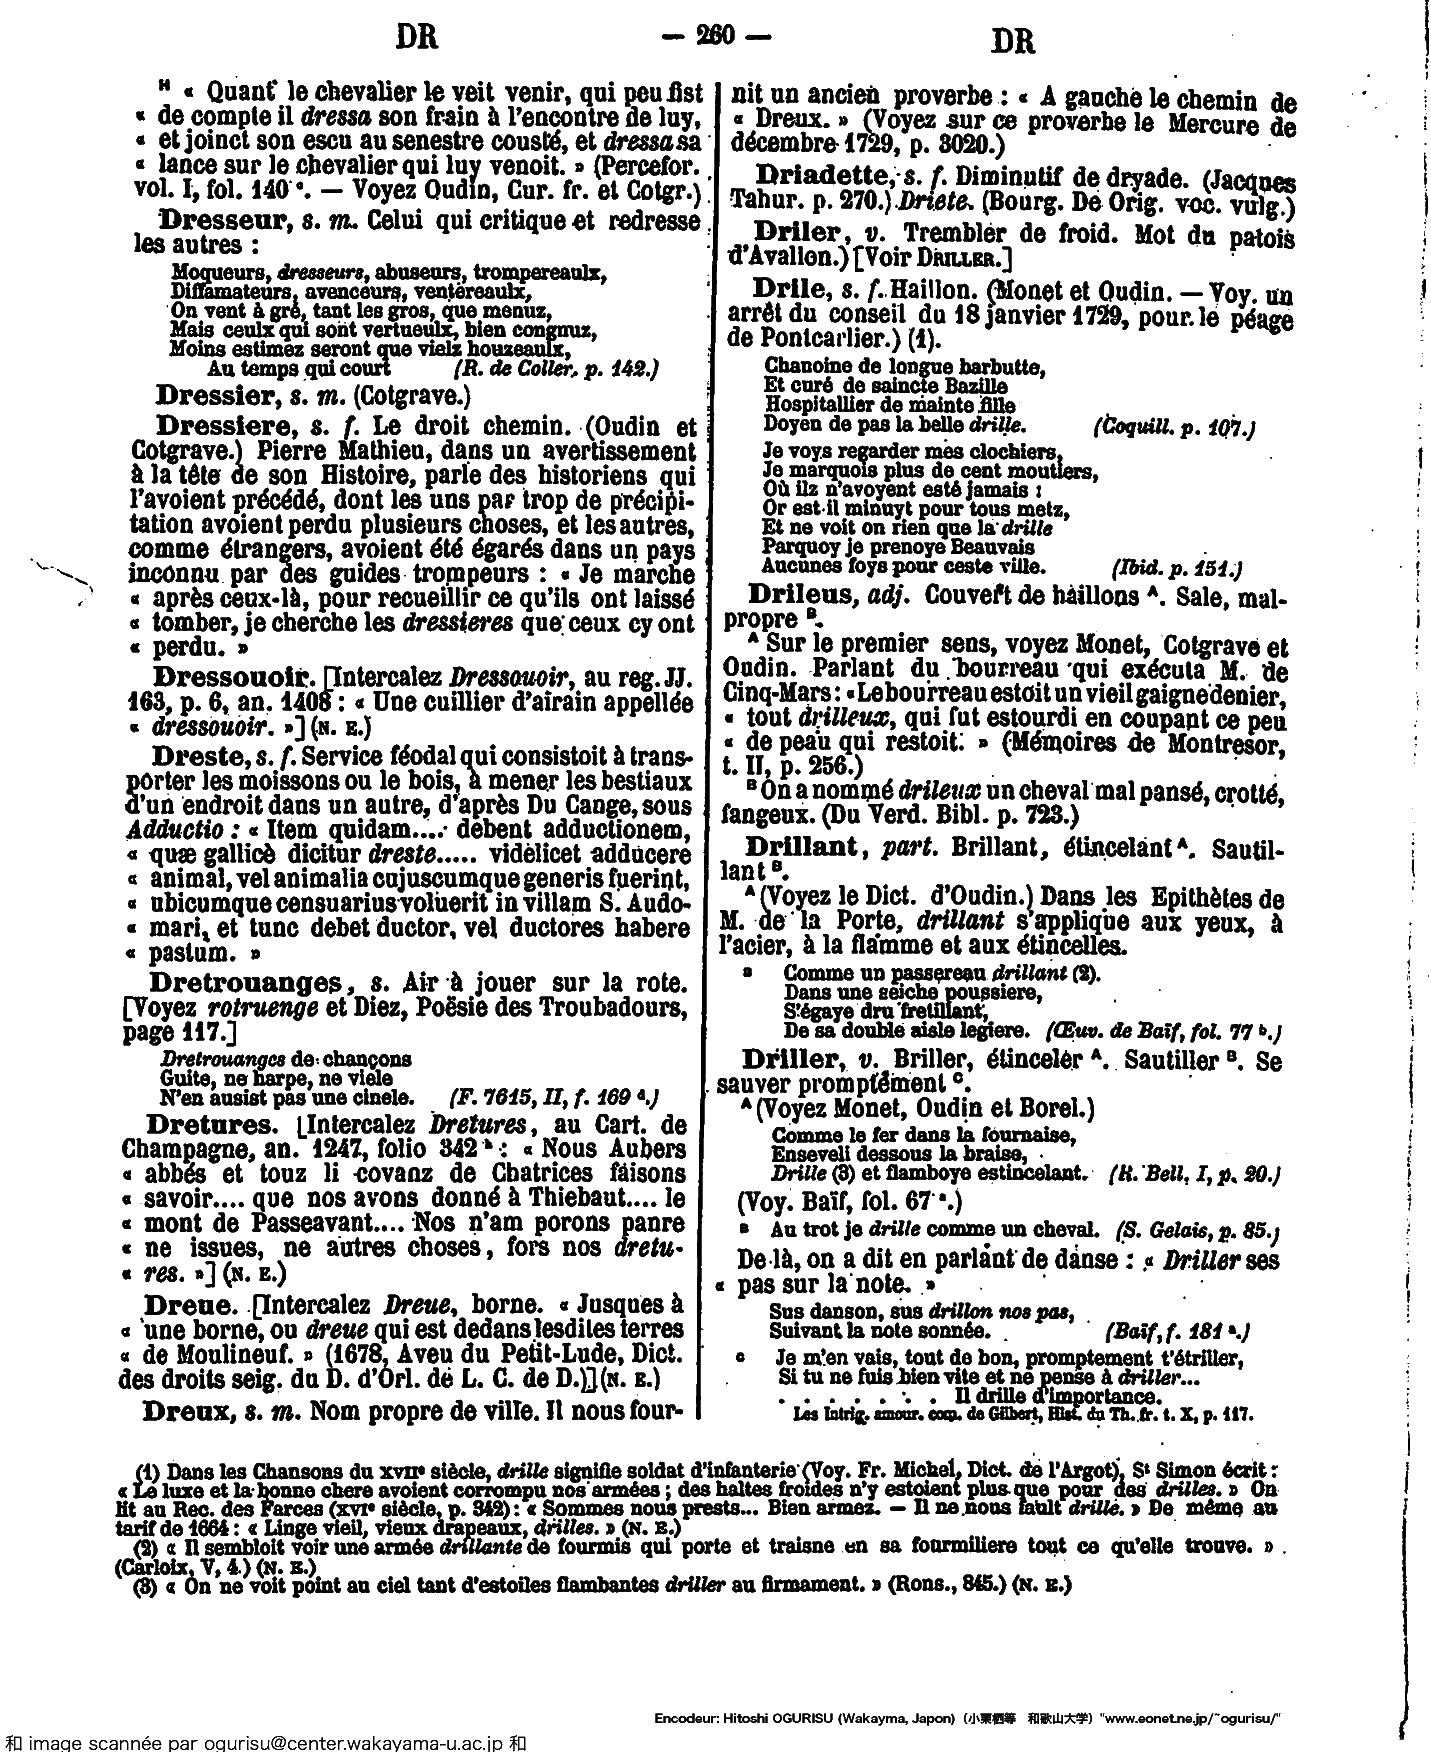 DR
— 260 —
DR
ᴴ « Quant le chevalier le veit venir, qui peu fist
« de compte il dressa son frain à l'encontre de luy,
« et joinct son escu au senestre cousté, et dressa sa
« lance sur le chevalier qui luy venoit. » (Percefor.
vol. I, fol. 140 ᵃ. — Voyez Oudin, Cur. fr. et Cotgr.)
Dresseur, s. m. Celui qui critique et redresse
les autres :
Moqueurs, dresseurs, abuseurs, trompereaulx,
Diffamateurs, avenceurs, ventereaulx,
On vent à gré, tant les gros, que menuz,
Mais ceulx qui sont vertueulx, bien congnuz,
Moins estimez seront que vielz houzeaulx,
Au temps qui court (R. de Coller. p. 142.)
Dressier, s. m. (Cotgrave.)
Dressiere, s. f. Le droit chemin. (Oudin et
Cotgrave.) Pierre Mathieu, dans un avertissement
à la tête de son Histoire, parle des historiens qui
l'avoient précédé, dont les uns par trop de précipi-
tation avoient perdu plusieurs choses, et les autres,
comme étrangers, avoient été égarés dans un pays
inconnu par des guides trompeurs : « Je marche
« après ceux-là, pour recueillir ce qu'ils ont laissé
« tomber, je cherche les dressieres que ceux cy ont
« perdu. »
Dressouoir. [Intercalez Dressouoir, au reg. JJ.
163, p. 6, an. 1408 : « Une cuillier d'airain appellée
« dressouoir. »] (N. E.)
Dreste, s. f. Service féodal qui consistoit à trans-
porter les moissons ou le bois, à mener les bestiaux
d'un endroit dans un autre, d'après Du Cange, sous
Adductio : « Item quidam.... debent adductionem,
« quæ gallicè dicitur dreste..... videlicet adducere
« animal, vel animalia cujuscumque generis fuerint,
« ubicumque censuarius voluerit in villam S. Audo-
« mari, et tunc debet ductor, vel ductores habere
« pastum. »
Dretrouanges, s. Air à jouer sur la rote.
[Voyez rotruenge et Diez, Poësie des Troubadours,
page 117.]
Dretrouanges de chançons
Guite, ne harpe, ne viele
N'en ausist pas une cinele. (F. 7615, II, f. 169 ᵈ.)
Dretures. [Intercalez Dretures, au Cart. de
Champagne, an. 1247, folio 342 ᵇ : « Nous Aubers
« abbés et touz li covanz de Chatrices faisons
« savoir.... que nos avons donné à Thiebaut.... le
« mont de Passeavant.... Nos n'am porons panre
« ne issues, ne autres choses, fors nos dretu-
« res. »] (N. E.)
Dreue. [Intercalez Dreue, borne. « Jusques à
« une borne, ou dreue qui est dedans lesdites terres
« de Moulineuf. » (1678, Aveu du Petit-Lude, Dict.
des droits seig. du D. d'Orl. de L. C. de D.)] (N. E.)
Dreux, s. m. Nom propre de ville. Il nous four-
nit un ancien proverbe : « A gauche le chemin de
« Dreux. » (Voyez sur ce proverbe le Mercure de
décembre 1729, p. 3020.)
Driadette, s. f. Diminutif de dryade. (Jacques
Tahur. p. 270.) Driete. (Bourg. De Orig. voc. vulg.)
Driler, v. Trembler de froid. Mot du patois
d'Avallon.) [Voir DRILLER.]
Drile, s. f. Haillon. (Monet et Oudin. — Voy. un
arrêt du conseil du 18 janvier 1729, pour le péage
de Pontcarlier.) (1).
Chanoine de longue barbutte,
Et curé de saincte Bazille
Hospitallier de mainte fille
Doyen de pas la belle drille. (Coquill. p. 107.)
Je voys regarder mes clochiers,
Je marquois plus de cent moutiers,
Où ilz n'avoyent esté jamais :
Or est il minuyt pour tous metz,
Et ne voit on rien que la drille
Parquoy je prenoye Beauvais
Aucunes foys pour ceste ville. (Ibid. p. 151.)
Drileus, adj. Couvert de haillons ᴬ. Sale, mal-
propre ᴮ.
ᴬ Sur le premier sens, voyez Monet, Cotgrave et
Oudin. Parlant du bourreau qui exécuta M. de
Cinq-Mars : « Le bourreau estoit un vieil gaignedenier,
« tout drilleux, qui fut estourdi en coupant ce peu
« de peau qui restoit. » (Mémoires de Montresor,
t. II, p. 256.)
ᴮ On a nommé drileux un cheval mal pansé, crotté,
fangeux. (Du Verd. Bibl. p. 723.)
Drillant, part. Brillant, étincelant ᴬ. Sautil-
lant ᴮ.
ᴬ (Voyez le Dict. d'Oudin.) Dans les Epithètes de
M. de la Porte, drillant s'applique aux yeux, à
l'acier, à la flamme et aux étincelles.
ᴮ Comme un passereau drillant (2).
Dans une seiche poussiere,
S'égaye dru fretillant,
De sa double aisle legiere. (Œuv. de Baïf, fol. 77 ᵇ.)
Driller, v. Briller, étinceler ᴬ. Sautiller ᴮ. Se
sauver promptement ᶜ.
ᴬ (Voyez Monet, Oudin et Borel.)
Comme le fer dans la fournaise,
Enseveli dessous la braise,
Drille (3) et flamboye estincelant. (R. Bell. I, p. 20.)
(Voy. Baïf, fol. 67 ᵃ.)
ᴮ Au trot je drille comme un cheval. (S. Gelais, p. 85.)
De là, on a dit en parlant de danse : « Driller ses
« pas sur la note. »
Sus danson, sus drillon nos pas,
Suivant la note sonnée. (Baïf, f. 181 ᵃ.)
ᶜ Je m'en vais, tout de bon, promptement t'étriller,
Si tu ne fuis bien vite et ne pense à driller...
. . . . . . . . Il drille d'importance.
Les Intrig. amour. com. de Gilbert, Hist. du Th. fr. t. X, p. 117.
(1) Dans les Chansons du XVIIᵉ siècle, drille signifie soldat d'infanterie (Voy. Fr. Michel, Dict. de l'Argot), Sᵗ Simon écrit :
« Le luxe et la bonne chere avoient corrompu nos armées ; des haltes froides n'y estoient plus que pour des drilles. » On
lit au Rec. des Farces (XVIᵉ siècle, p. 342) : « Sommes nous prests... Bien armez. — Il ne nous fault drille. » De même au
tarif de 1664 : « Linge vieil, vieux drapeaux, drilles. » (N. E.)
(2) « Il sembloit voir une armée drillante de fourmis qui porte et traisne en sa fourmiliere tout ce qu'elle trouve. »
(Carloix, V, 4.) (N. E.)
(3) « On ne voit point au ciel tant d'estoiles flambantes driller au firmament. » (Rons., 845.) (N. E.)
Encodeur: Hitoshi OGURISU (Wakayma, Japon) (小栗栖等 和歌山大学) "www.eonet.ne.jp/~ogurisu/"
和 image scannée par ogurisu@center.wakayama-u.ac.jp 和